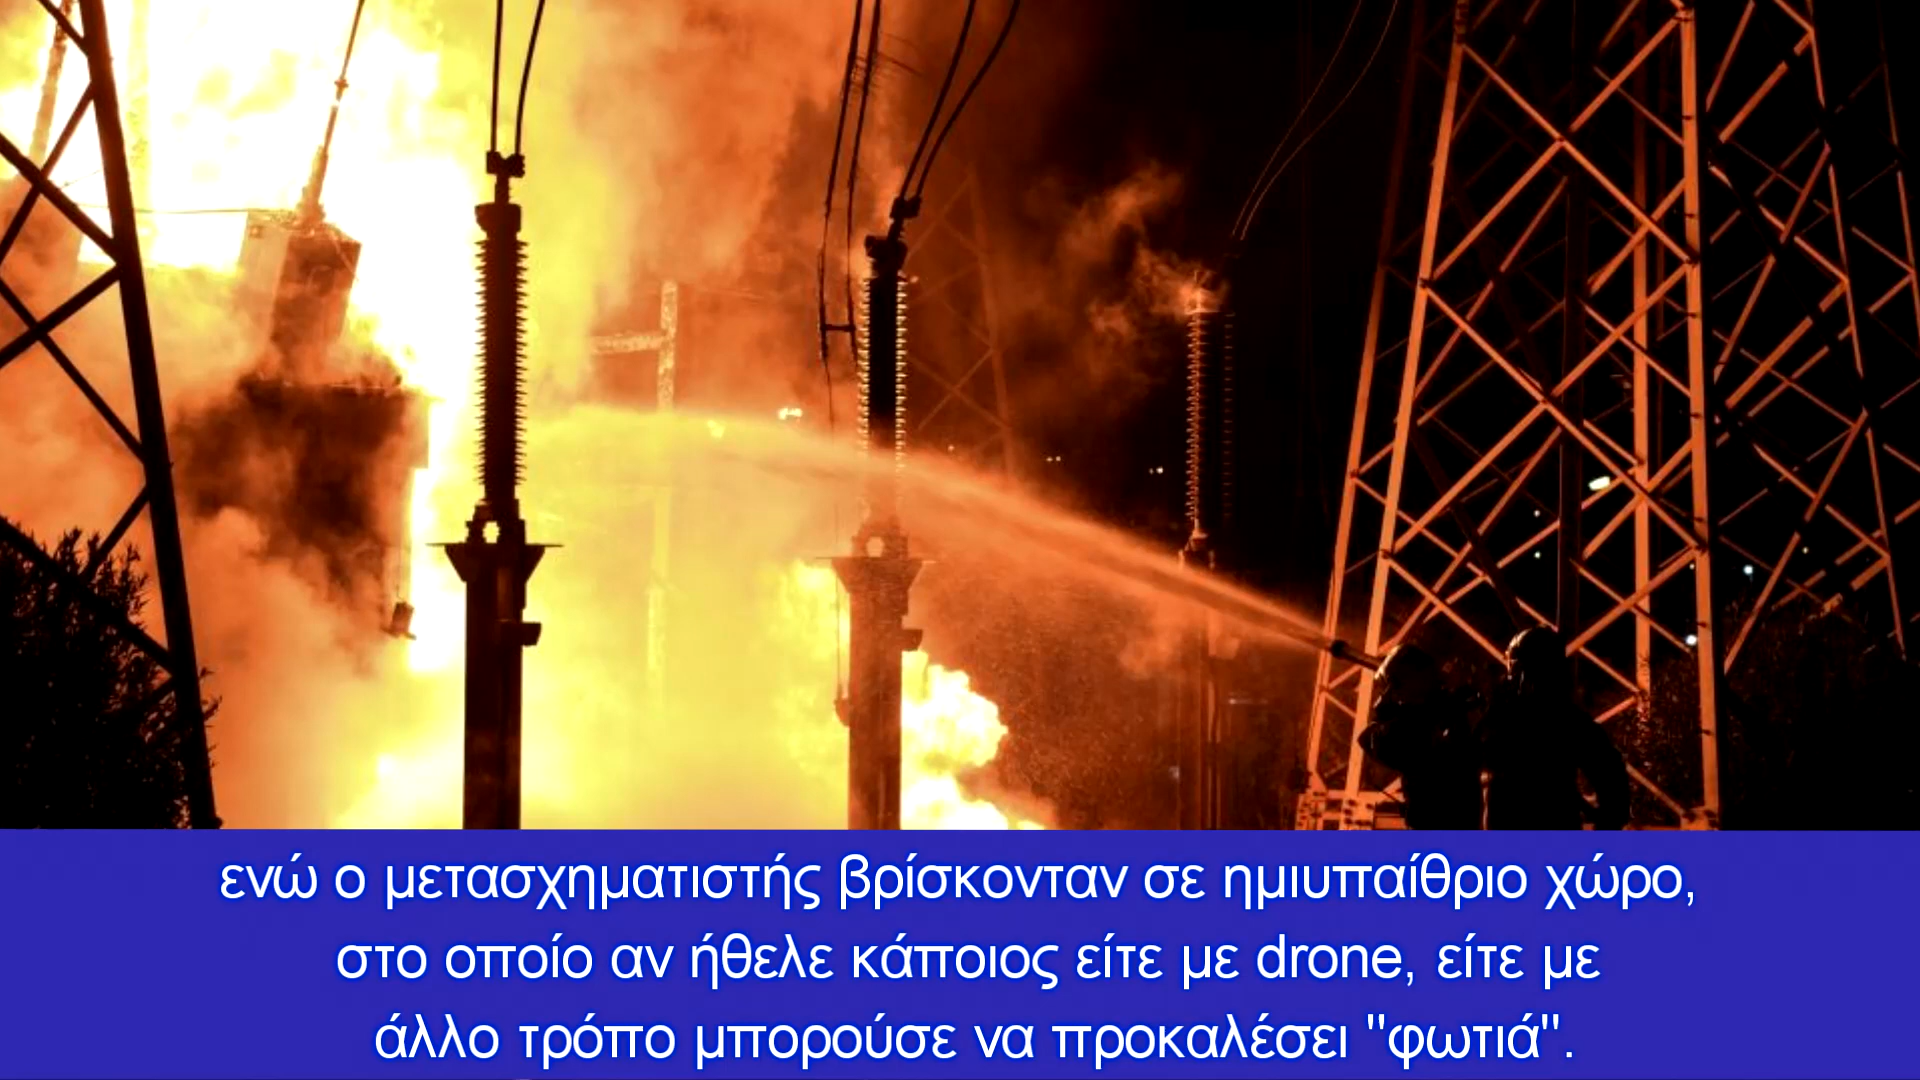 ενώ ο μετασχηματιστής βρίσκονταν σε ημιυπαίθριο χώρο,
στο οποίο αν ήθελε κάποιος είτε με drone, είτε με
άλλο τρόπο μπορούσε να προκαλέσει "φωτιά".